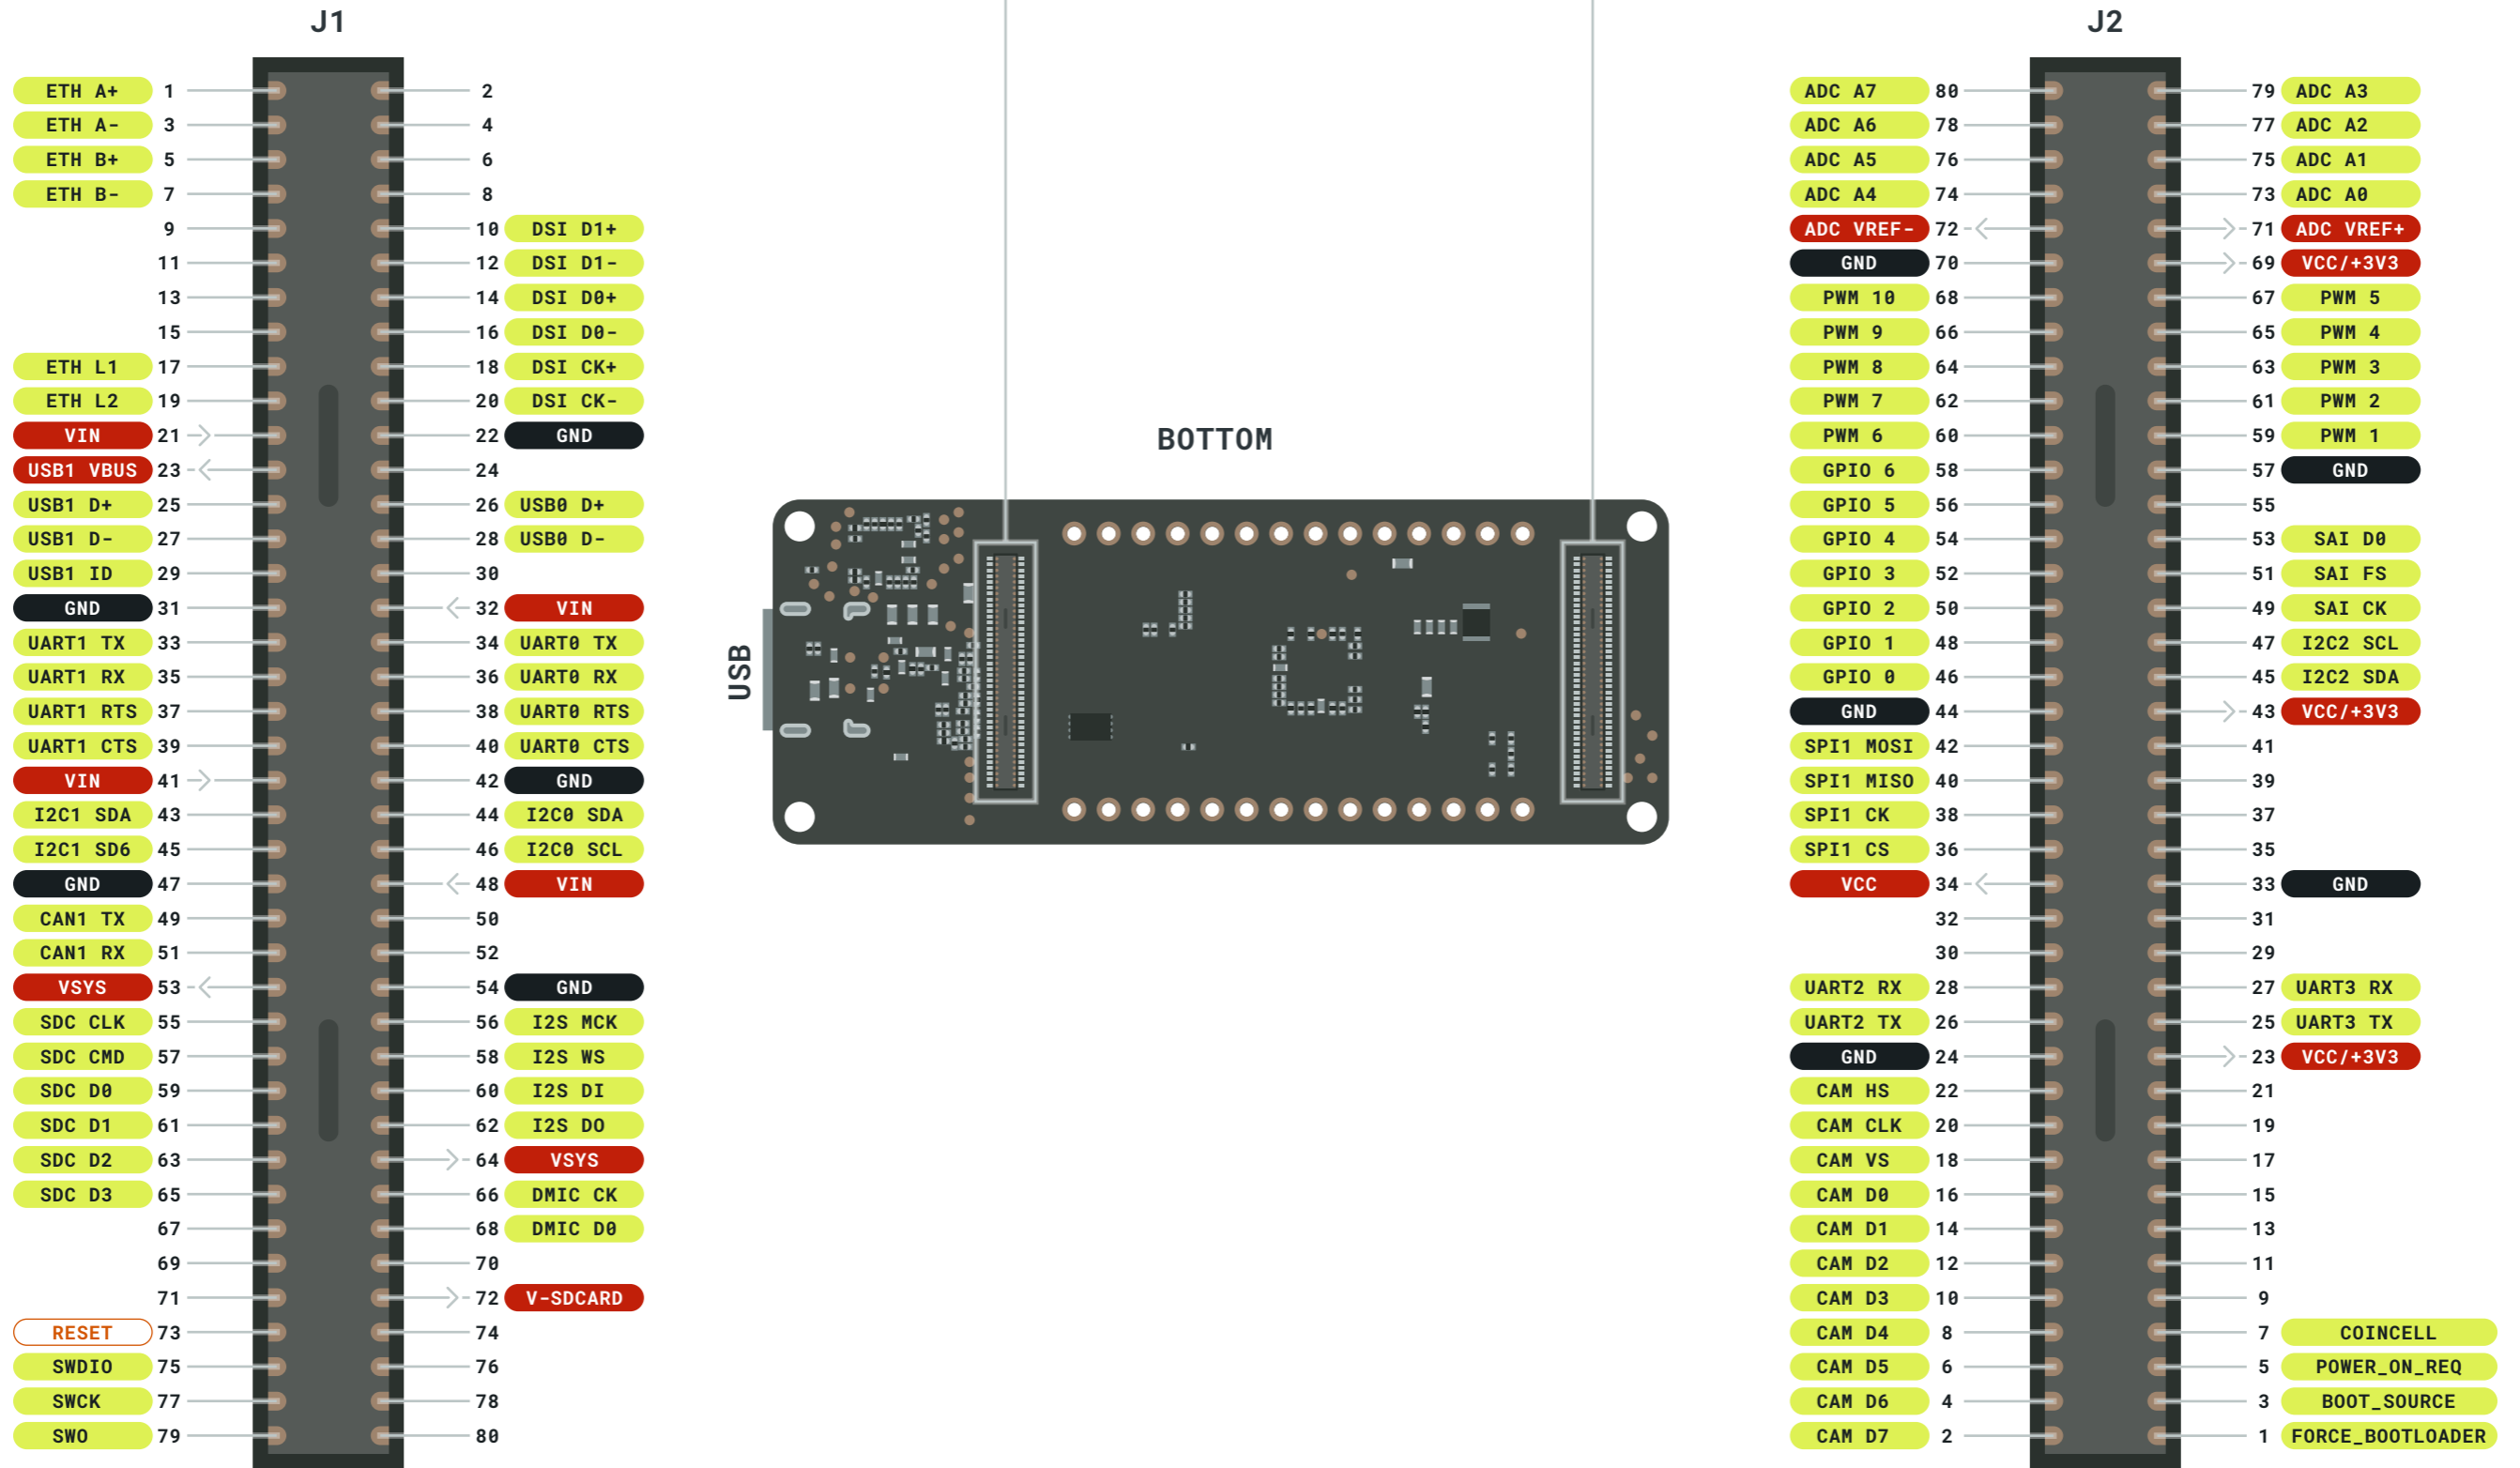 J1
J2
ETH A+ 1 2
ETH A- 3 4
ETH B+ 5 6
ETH B- 7 8
9 10 DSI D1+
11 12 DSI D1-
13 14 DSI D0+
15 16 DSI D0-
ETH L1 17 18 DSI CK+
ETH L2 19 20 DSI CK-
VIN 21 22 GND
USB1 VBUS 23 24
USB1 D+ 25 26 USB0 D+
USB1 D- 27 28 USB0 D-
USB1 ID 29 30
GND 31 32 VIN
UART1 TX 33 34 UART0 TX
UART1 RX 35 36 UART0 RX
UART1 RTS 37 38 UART0 RTS
UART1 CTS 39 40 UART0 CTS
VIN 41 42 GND
I2C1 SDA 43 44 I2C0 SDA
I2C1 SD6 45 46 I2C0 SCL
GND 47 48 VIN
CAN1 TX 49 50
CAN1 RX 51 52
VSYS 53 54 GND
SDC CLK 55 56 I2S MCK
SDC CMD 57 58 I2S WS
SDC D0 59 60 I2S DI
SDC D1 61 62 I2S DO
SDC D2 63 64 VSYS
SDC D3 65 66 DMIC CK
67 68 DMIC D0
69 70
71 72 V-SDCARD
RESET 73 74
SWDIO 75 76
SWCK 77 78
SWO 79 80
BOTTOM
USB
ADC A7 80 79 ADC A3
ADC A6 78 77 ADC A2
ADC A5 76 75 ADC A1
ADC A4 74 73 ADC A0
ADC VREF- 72 71 ADC VREF+
GND 70 69 VCC/+3V3
PWM 10 68 67 PWM 5
PWM 9 66 65 PWM 4
PWM 8 64 63 PWM 3
PWM 7 62 61 PWM 2
PWM 6 60 59 PWM 1
GPIO 6 58 57 GND
GPIO 5 56 55
GPIO 4 54 53 SAI D0
GPIO 3 52 51 SAI FS
GPIO 2 50 49 SAI CK
GPIO 1 48 47 I2C2 SCL
GPIO 0 46 45 I2C2 SDA
GND 44 43 VCC/+3V3
SPI1 MOSI 42 41
SPI1 MISO 40 39
SPI1 CK 38 37
SPI1 CS 36 35
VCC 34 33 GND
32 31
30 29
UART2 RX 28 27 UART3 RX
UART2 TX 26 25 UART3 TX
GND 24 23 VCC/+3V3
CAM HS 22 21
CAM CLK 20 19
CAM VS 18 17
CAM D0 16 15
CAM D1 14 13
CAM D2 12 11
CAM D3 10 9
CAM D4 8 7 COINCELL
CAM D5 6 5 POWER_ON_REQ
CAM D6 4 3 BOOT_SOURCE
CAM D7 2 1 FORCE_BOOTLOADER